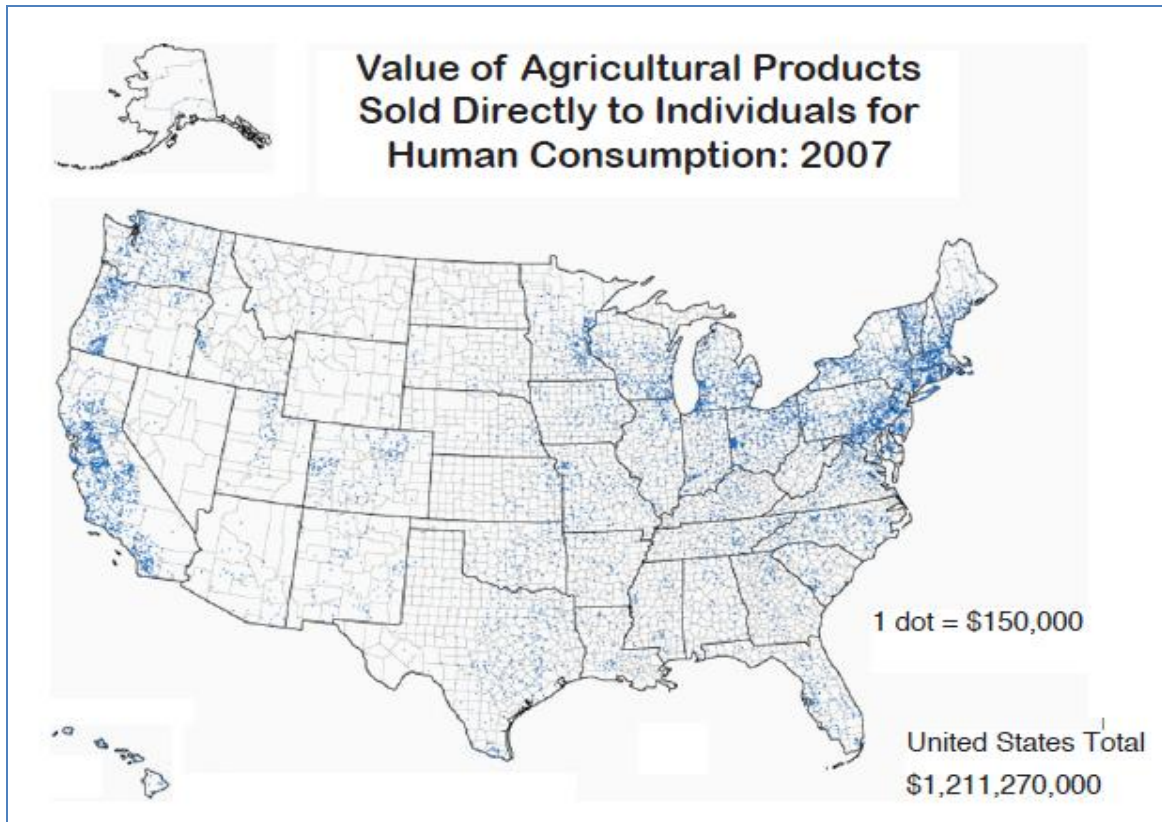 Value of Agricultural Products
Sold Directly to Individuals for
Human Consumption: 2007
1 dot = $150,000
United States Total
$1,211,270,000